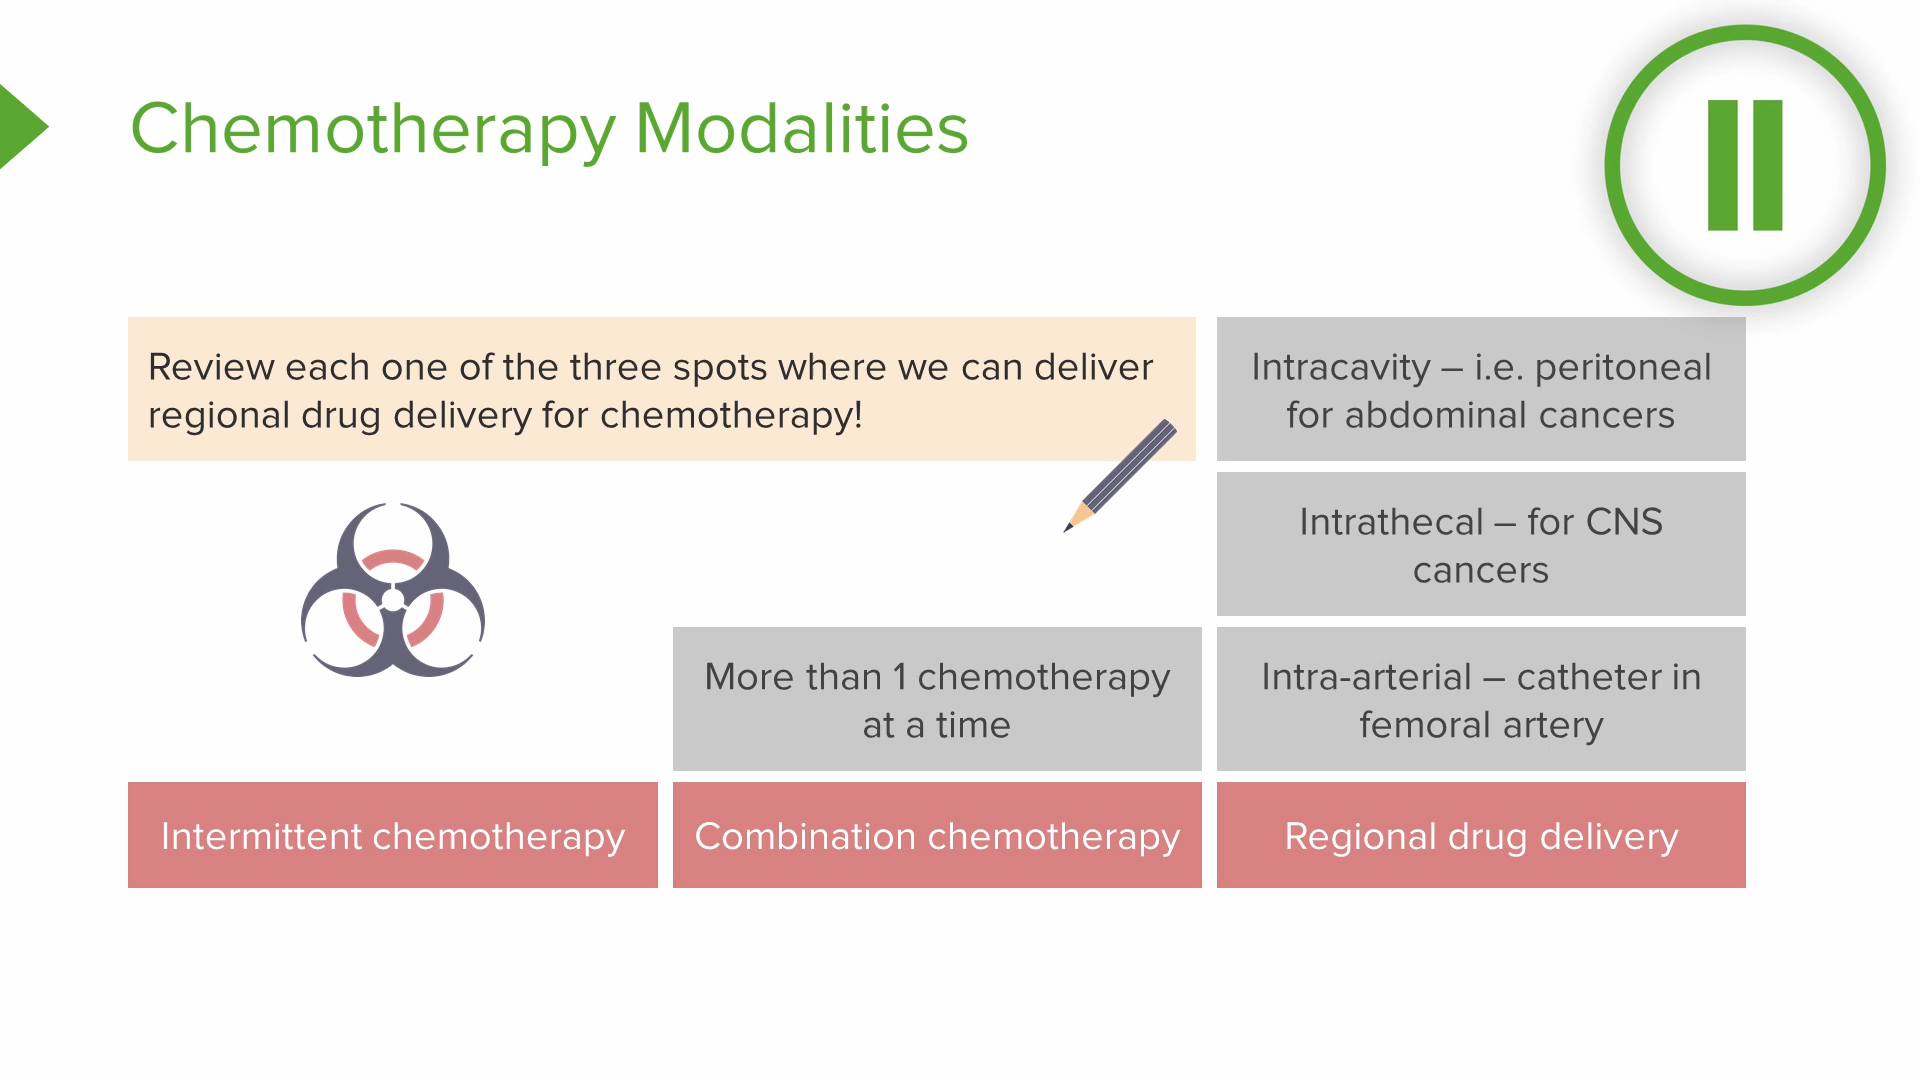 Chemotherapy Modalities
Review each one of the three spots where we can deliver
regional drug delivery for chemotherapy!
Intracavity – i.e. peritoneal
for abdominal cancers
Intrathecal – for CNS
cancers
More than 1 chemotherapy
at a time
Intra-arterial – catheter in
femoral artery
Intermittent chemotherapy
Combination chemotherapy
Regional drug delivery